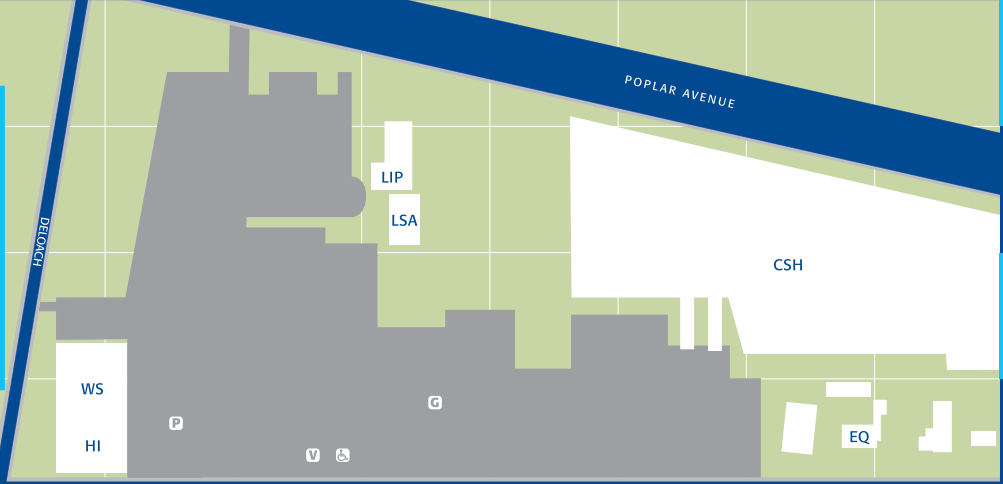 POPLAR AVENUE
LIP
LSA
DELOACH
CSH
WS
G
P
EQ
HI
V